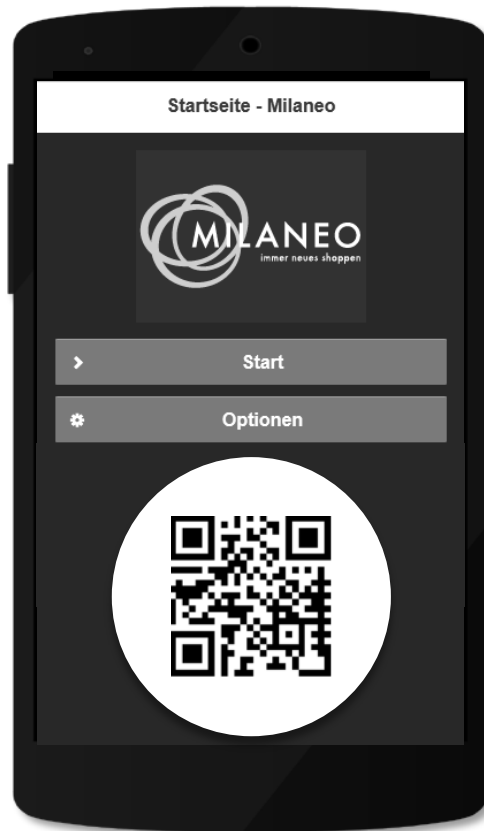 Startseite - Milaneo
MILANEO
immer neues shoppen
Start
Optionen